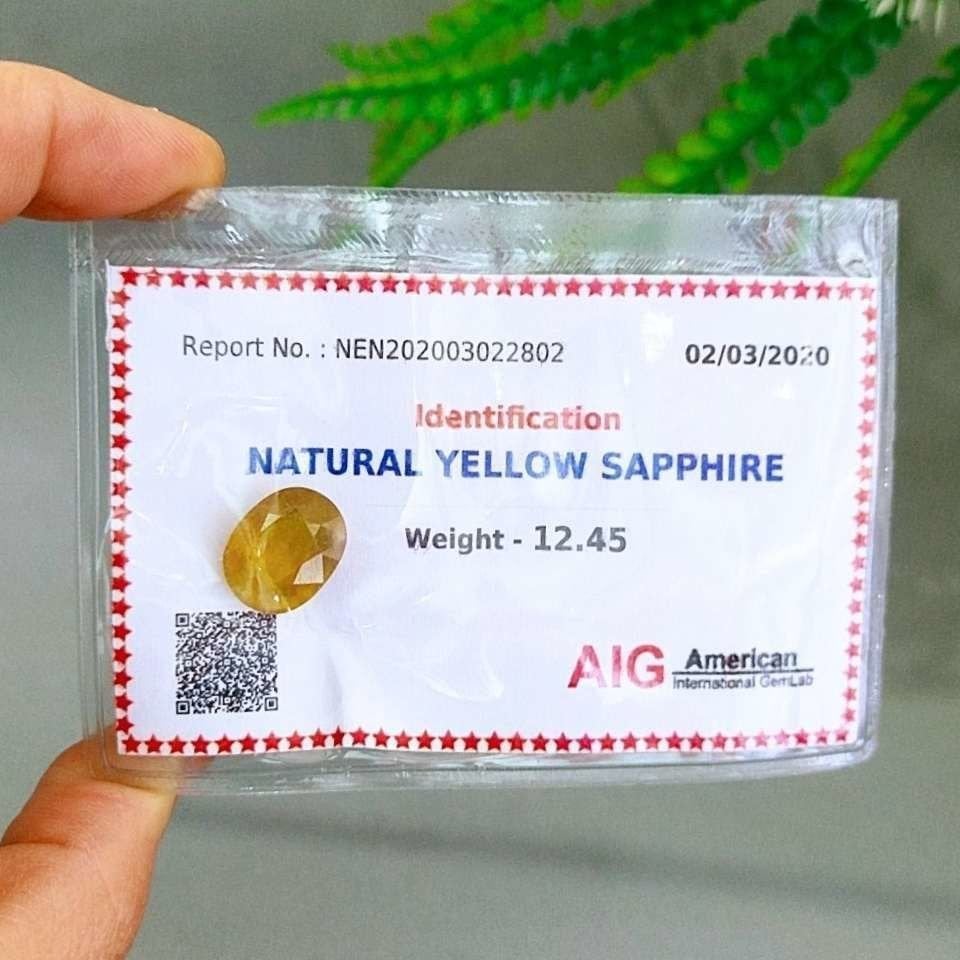 Report No. : NEN202003022802
02/03/2020
Identification
NATURAL YELLOW SAPPHIRE
Weight - 12.45
AIG American
International GemLab